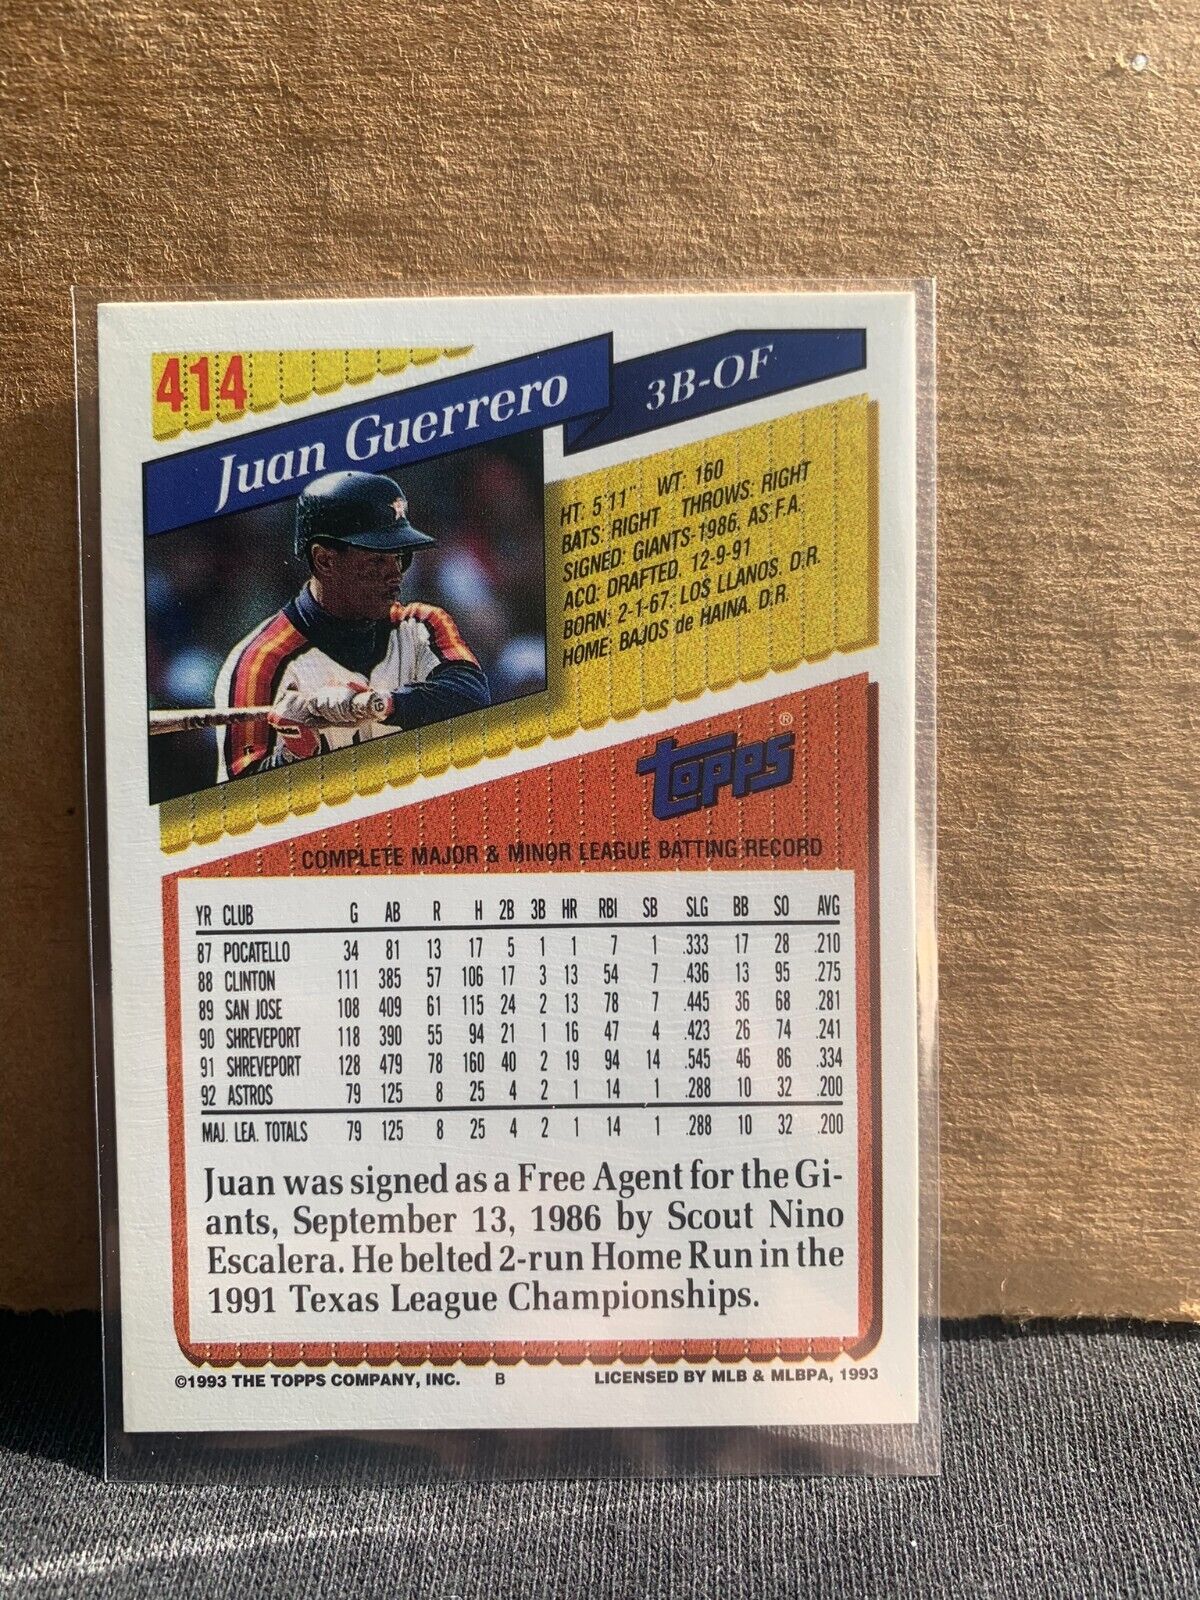 414
Juan Guerrero
3B-OF
HT: 5'11" WT: 160
BATS: RIGHT THROWS: RIGHT
SIGNED: GIANTS-1986, AS F.A.
ACQ: DRAFTED, 12-9-91
BORN: 2-1-67, LOS LLANOS, D.R.
HOME: BAJOS de HAINA, D.R.
topps®
COMPLETE MAJOR & MINOR LEAGUE BATTING RECORD
YR CLUB G AB R H 2B 3B HR RBI SB SLG BB SO AVG
87 POCATELLO 34 81 13 17 5 1 1 7 1 .333 17 28 .210
88 CLINTON 111 385 57 106 17 3 13 54 7 .436 13 95 .275
89 SAN JOSE 108 409 61 115 24 2 13 78 7 .445 36 68 .281
90 SHREVEPORT 118 390 55 94 21 1 16 47 4 .423 26 74 .241
91 SHREVEPORT 128 479 78 160 40 2 19 94 14 .545 46 86 .334
92 ASTROS 79 125 8 25 4 2 1 14 1 .288 10 32 .200
MAJ. LEA. TOTALS 79 125 8 25 4 2 1 14 1 .288 10 32 .200
Juan was signed as a Free Agent for the Gi-
ants, September 13, 1986 by Scout Nino
Escalera. He belted 2-run Home Run in the
1991 Texas League Championships.
©1993 THE TOPPS COMPANY, INC. B LICENSED BY MLB & MLBPA, 1993